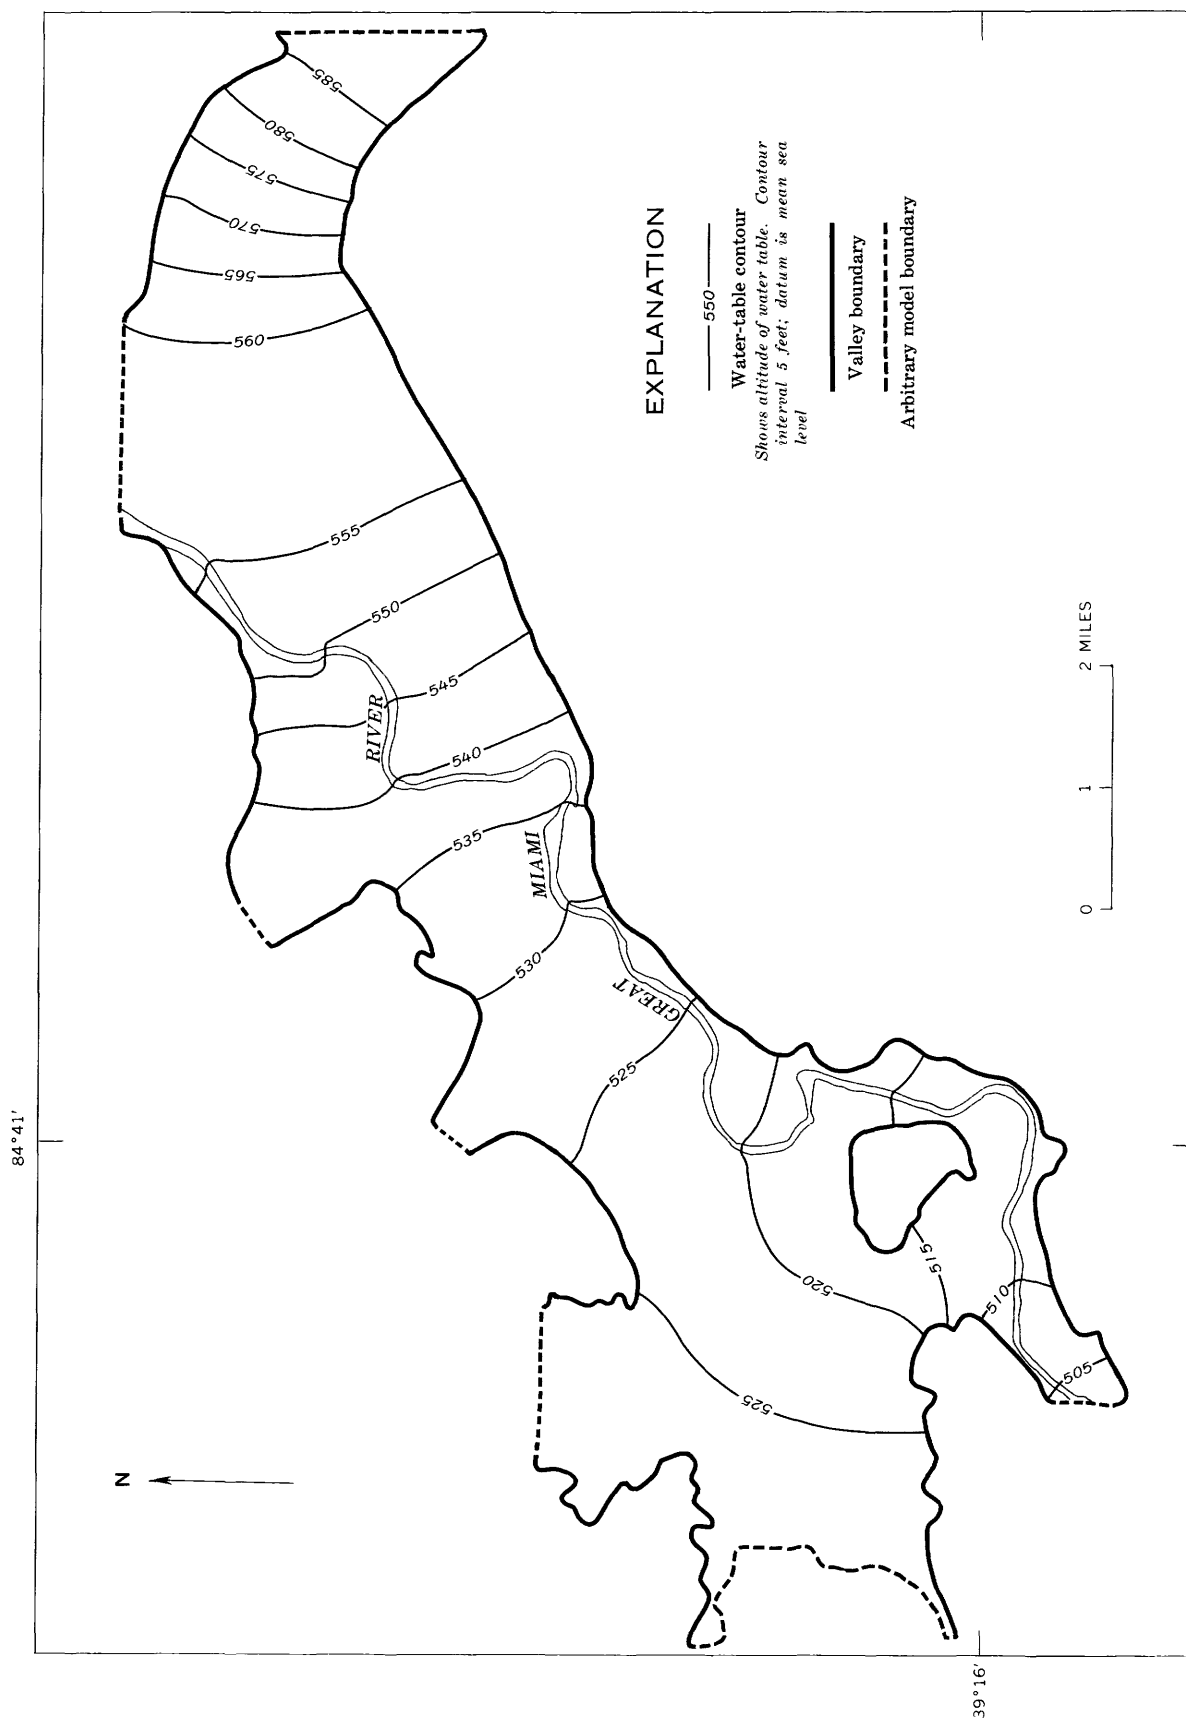 84°41'
39°16'
N
585
580
575
570
565
560
555
550
545
540
535
530
525
525
520
515
510
505
GREAT
MIAMI
RIVER
EXPLANATION
550
Water-table contour
Shows altitude of water table. Contour
interval 5 feet; datum is mean sea
level
Valley boundary
Arbitrary model boundary
0 1 2 MILES